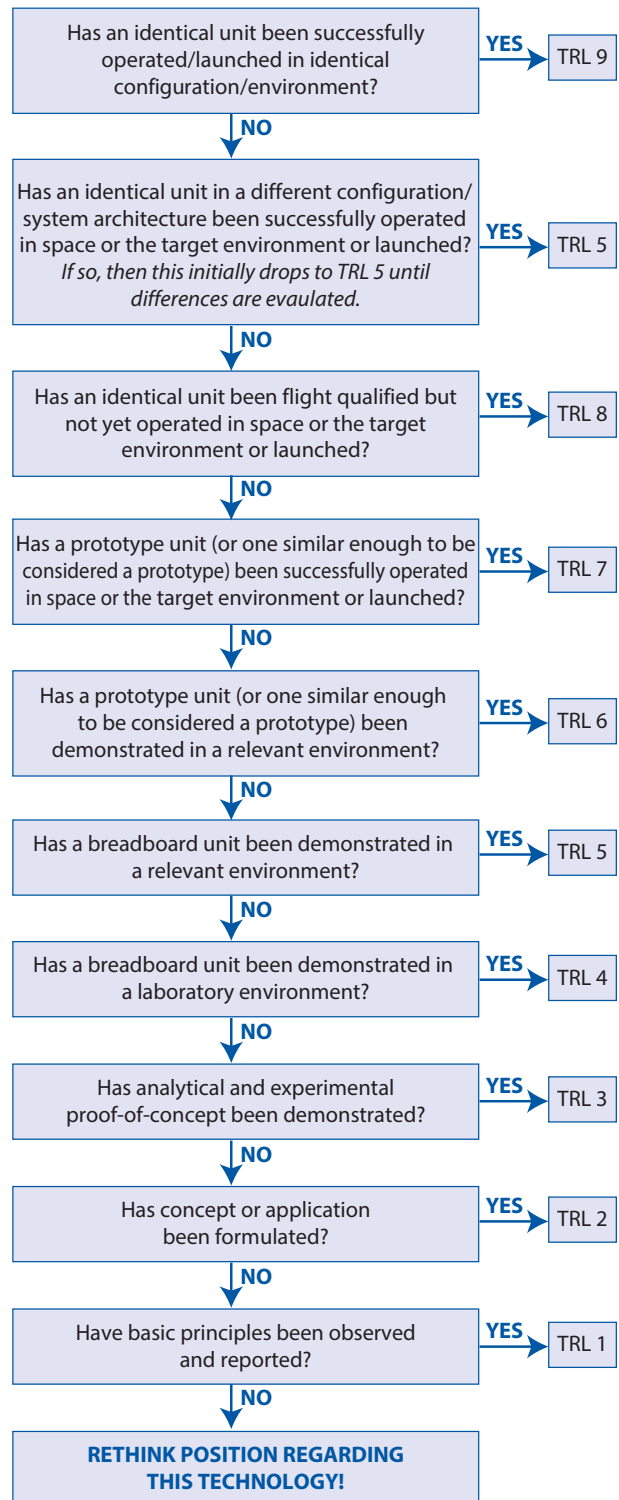 Has an identical unit been successfully
operated/launched in identical
configuration/environment?
YES
TRL 9
NO
Has an identical unit in a different configuration/
system architecture been successfully operated
in space or the target environment or launched?
If so, then this initially drops to TRL 5 until
differences are evaulated.
YES
TRL 5
NO
Has an identical unit been flight qualified but
not yet operated in space or the target
environment or launched?
YES
TRL 8
NO
Has a prototype unit (or one similar enough to be
considered a prototype) been successfully operated
in space or the target environment or launched?
YES
TRL 7
NO
Has a prototype unit (or one similar enough
to be considered a prototype) been
demonstrated in a relevant environment?
YES
TRL 6
NO
Has a breadboard unit been demonstrated in
a relevant environment?
YES
TRL 5
NO
Has a breadboard unit been demonstrated in
a laboratory environment?
YES
TRL 4
NO
Has analytical and experimental
proof-of-concept been demonstrated?
YES
TRL 3
NO
Has concept or application
been formulated?
YES
TRL 2
NO
Have basic principles been observed
and reported?
YES
TRL 1
NO
RETHINK POSITION REGARDING
THIS TECHNOLOGY!